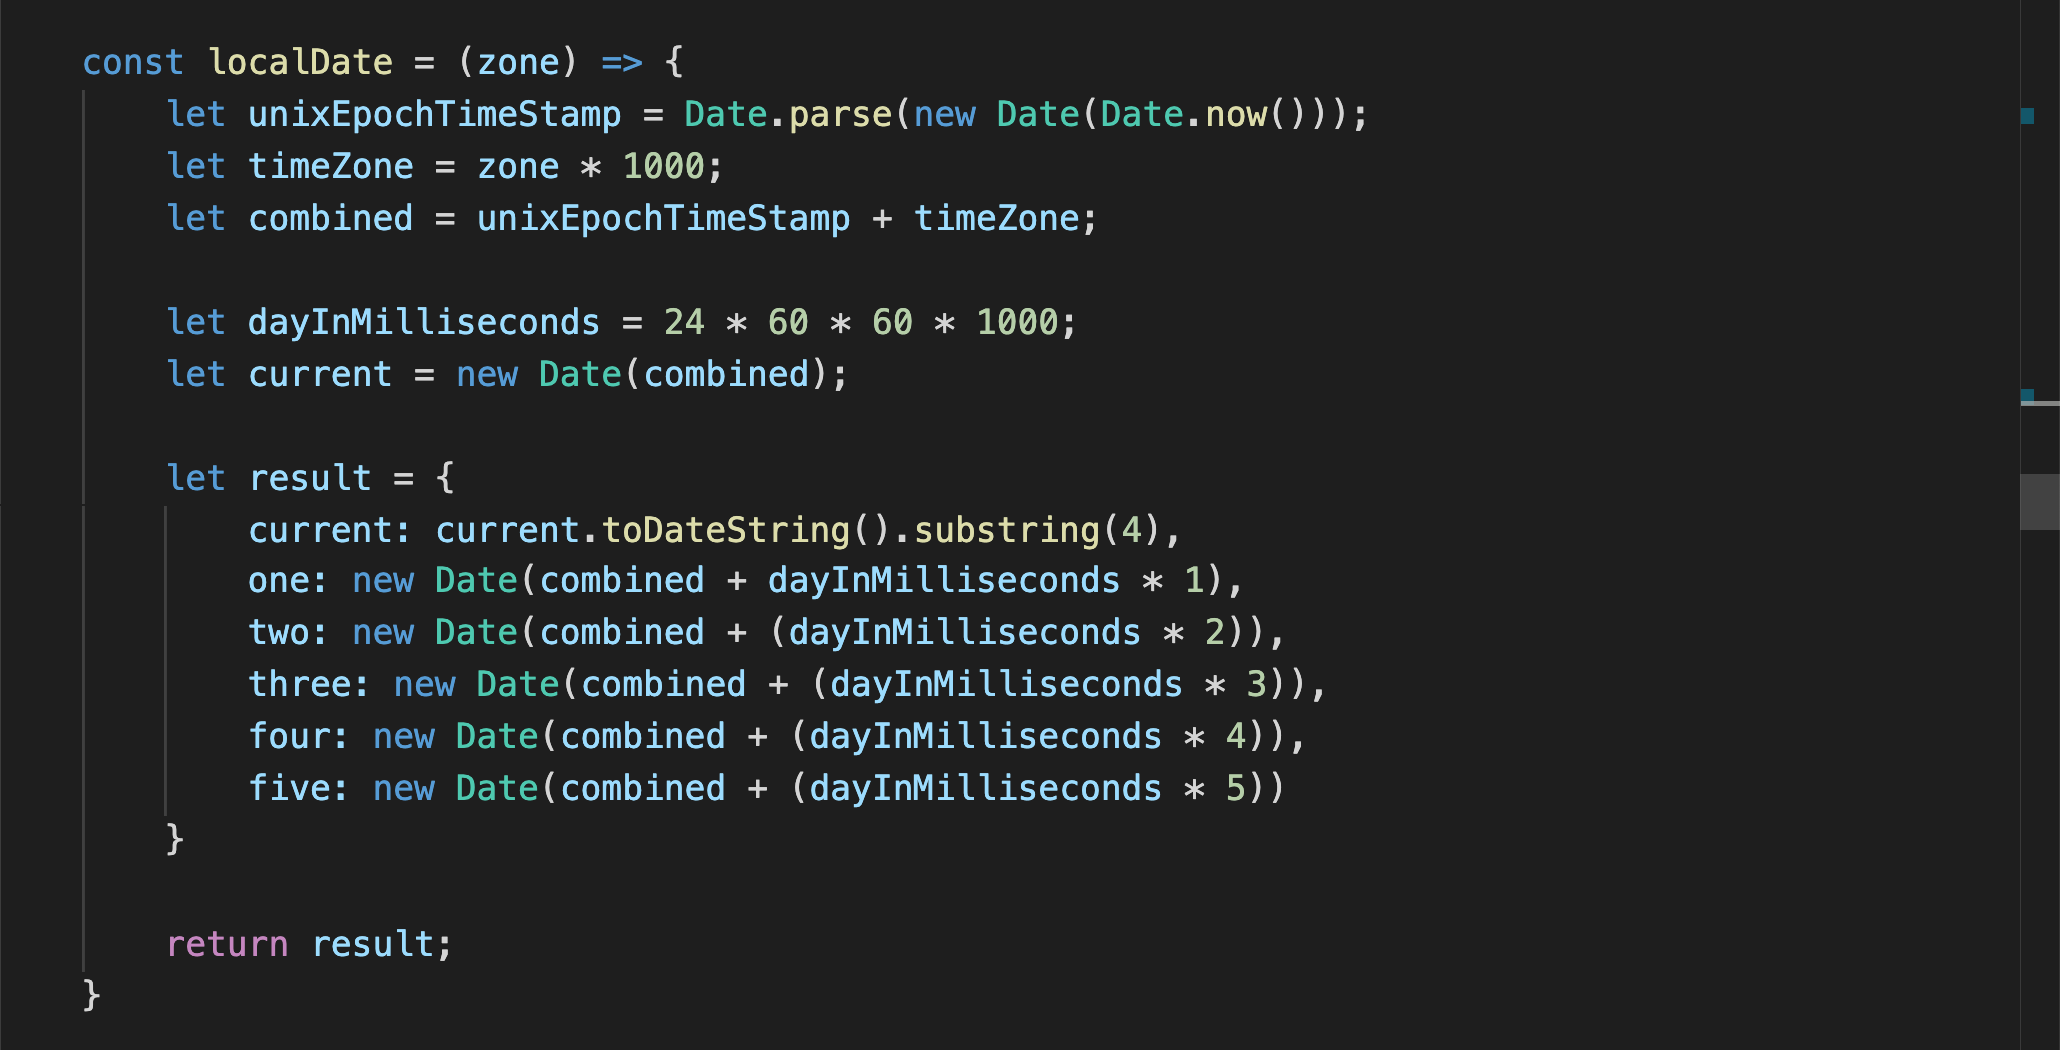 const localDate = (zone) => {
let unixEpochTimeStamp = Date.parse(new Date(Date.now()));
let timeZone = zone * 1000;
let combined = unixEpochTimeStamp + timeZone;
let dayInMilliseconds = 24 * 60 * 60 * 1000;
let current = new Date(combined);
let result = {
current: current.toDateString().substring(4),
one: new Date(combined + dayInMilliseconds * 1),
two: new Date(combined + (dayInMilliseconds * 2)),
three: new Date(combined + (dayInMilliseconds * 3)),
four: new Date(combined + (dayInMilliseconds * 4)),
five: new Date(combined + (dayInMilliseconds * 5))
}
return result;
}